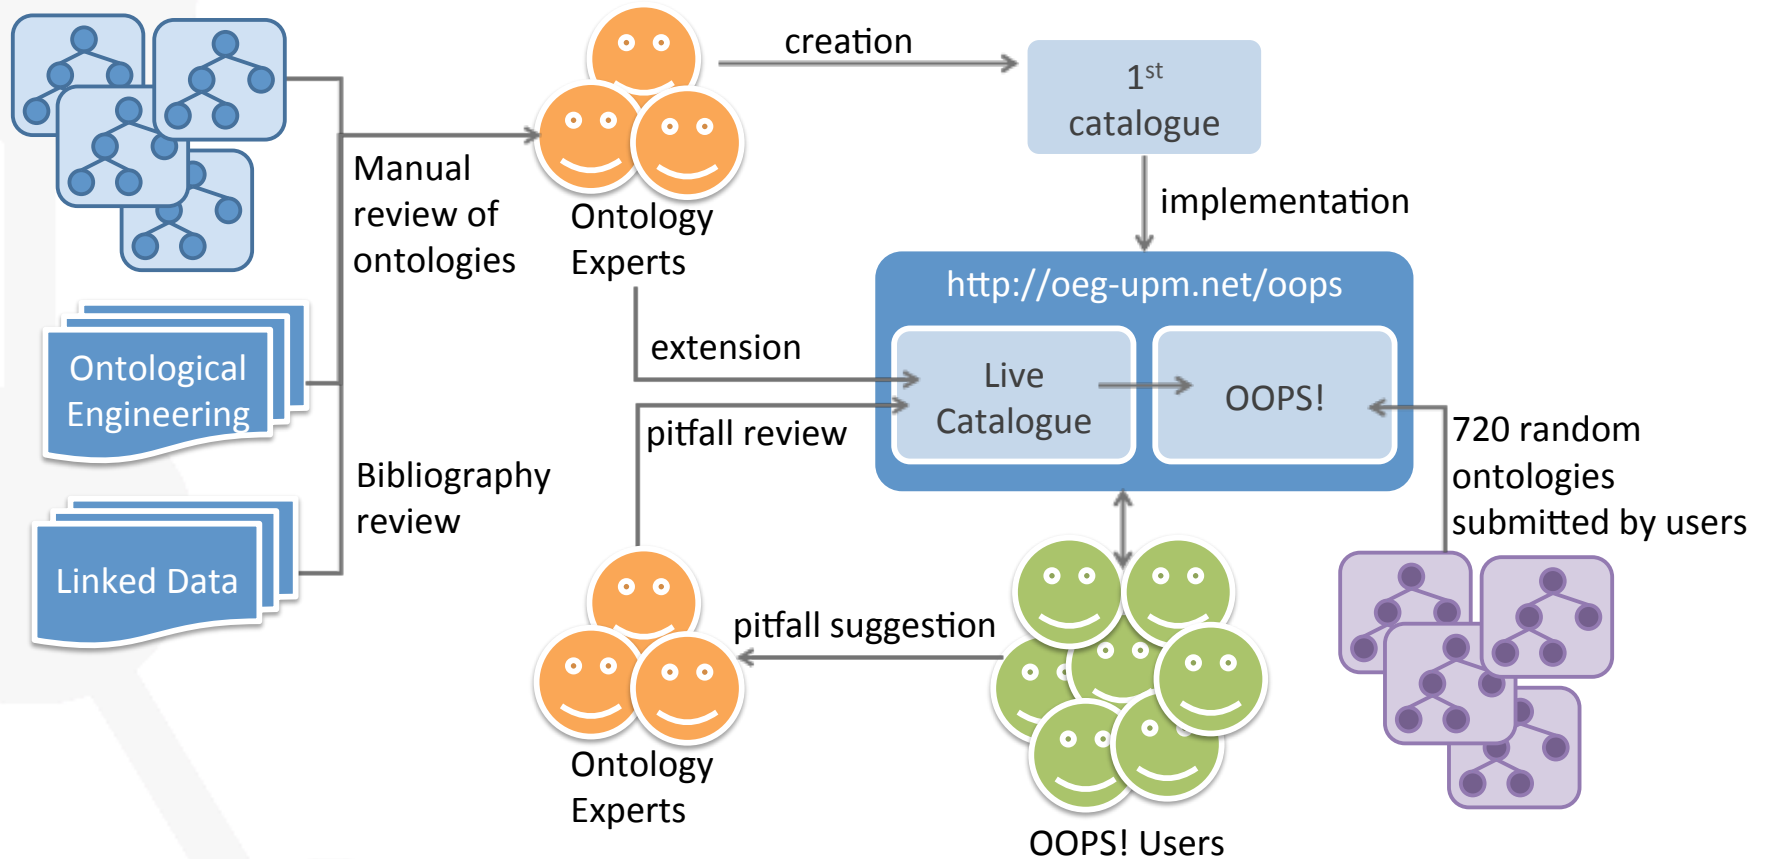 creation
1st
catalogue
Manual
review of
ontologies
Ontology
Experts
implementation
http://oeg-upm.net/oops
extension
Live
Catalogue
OOPS!
Ontological
Engineering
pitfall review
720 random
ontologies
submitted by users
Bibliography
review
Linked Data
pitfall suggestion
Ontology
Experts
OOPS! Users